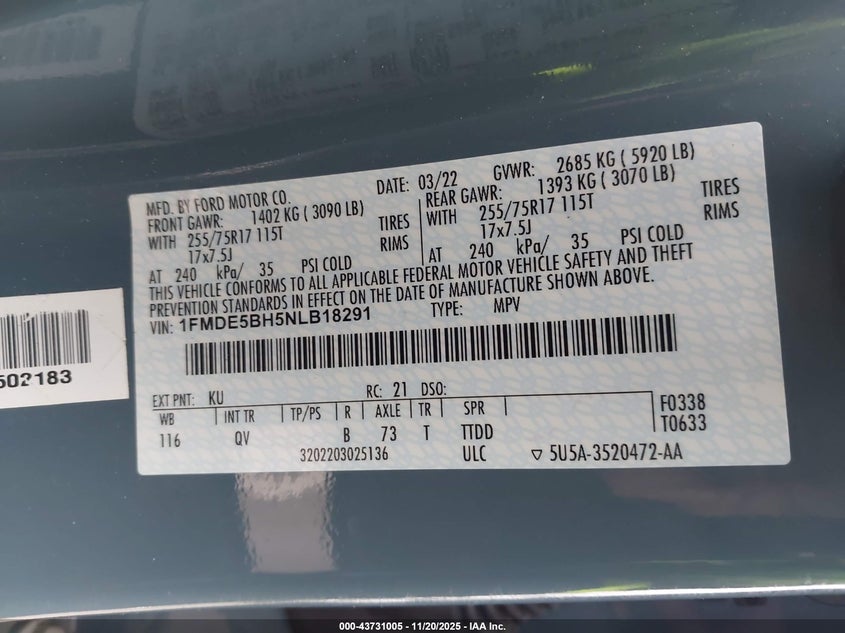 MFD. BY FORD MOTOR CO.
DATE: 03/22
GVWR: 2685 KG ( 5920 LB)
FRONT GAWR: 1402 KG ( 3090 LB)
REAR GAWR: 1393 KG ( 3070 LB)
WITH 255/75R17 115T TIRES
WITH 255/75R17 115T TIRES
17x7.5J RIMS
17x7.5J RIMS
AT 240 kPa/ 35 PSI COLD
AT 240 kPa/ 35 PSI COLD
THIS VEHICLE CONFORMS TO ALL APPLICABLE FEDERAL MOTOR VEHICLE SAFETY AND THEFT
PREVENTION STANDARDS IN EFFECT ON THE DATE OF MANUFACTURE SHOWN ABOVE.
VIN: 1FMDE5BH5NLB18291
TYPE: MPV
502183
EXT PNT: KU RC: 21 DSO:
WB INT TR TP/PS R AXLE TR SPR
116 QV B 73 T TTDD
F0338
T0633
3202203025136 ULC ▽ 5U5A-3520472-AA
000-43731005 — 11/20/2025 — IAA Inc.